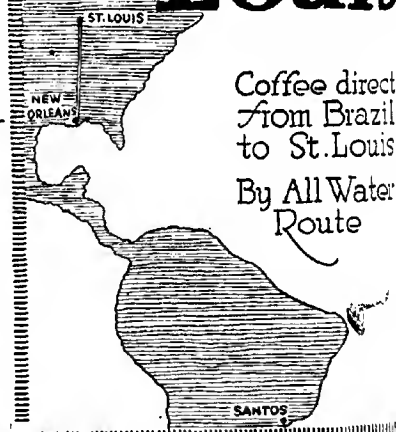 ST. LOUIS
NEW
ORLEANS
Coffee direct
from Brazil
to St. Louis
By All Water
Route
SANTOS